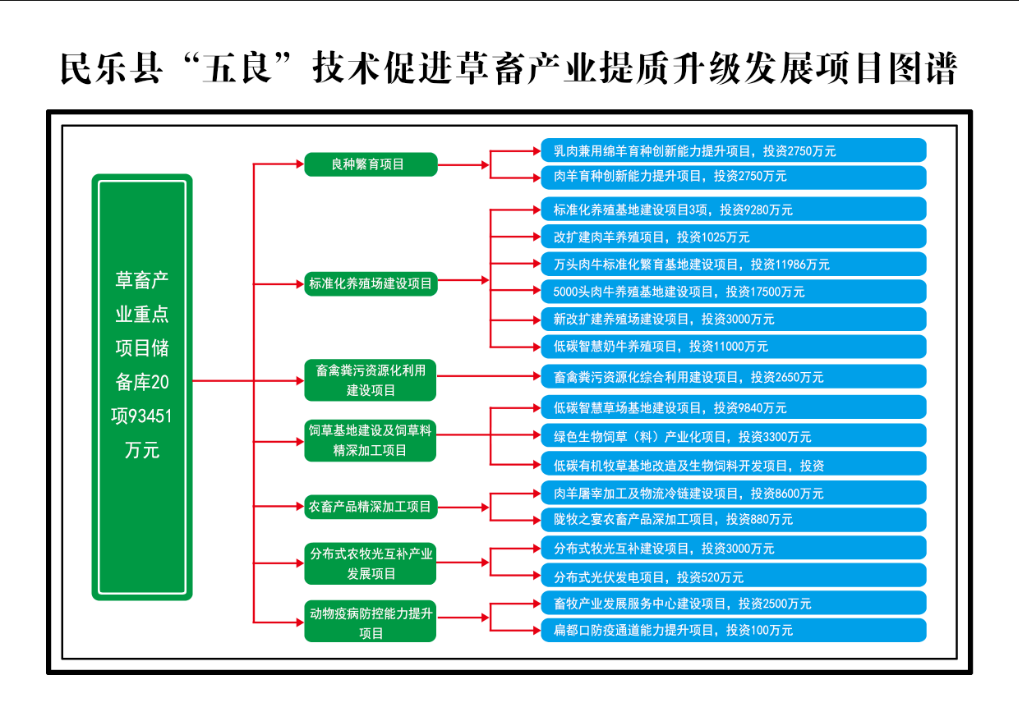 民乐县“五良”技术促进草畜产业提质升级发展项目图谱
草畜产
业重点
项目储
备库20
项93451
万元
良种繁育项目
乳肉兼用绵羊育种创新能力提升项目，投资2750万元
肉羊育种创新能力提升项目，投资2750万元
标准化养殖场建设项目
标准化养殖基地建设项目3项，投资9280万元
改扩建肉羊养殖项目，投资1025万元
万头肉牛标准化繁育基地建设项目，投资11986万元
5000头肉牛养殖基地建设项目，投资17500万元
新改扩建养殖场建设项目，投资3000万元
低碳智慧奶牛养殖项目，投资11000万元
畜禽粪污资源化利用
建设项目
畜禽粪污资源化综合利用建设项目，投资2650万元
饲草基地建设及饲草料
精深加工项目
低碳智慧草场基地建设项目，投资9840万元
绿色生物饲草（料）产业化项目，投资3300万元
低碳有机牧草基地改造及生物饲料开发项目，投资
农畜产品精深加工项目
肉羊屠宰加工及物流冷链建设项目，投资8600万元
陇牧之宴农畜产品深加工项目，投资880万元
分布式农牧光互补产业
发展项目
分布式牧光互补建设项目，投资3000万元
分布式光伏发电项目，投资520万元
动物疫病防控能力提升
项目
畜牧产业发展服务中心建设项目，投资2500万元
扁都口防疫通道能力提升项目，投资100万元